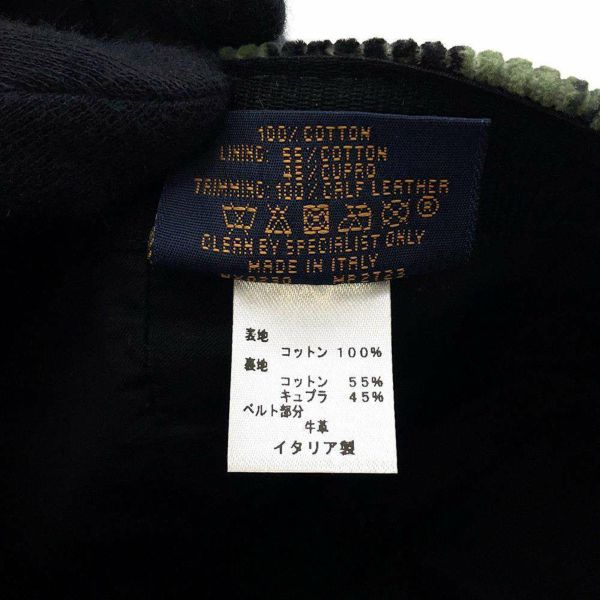 100% COTTON
LINING: 55% COTTON
45% CUPRO
TRIMMING: 100% CALF LEATHER
CLEAN BY SPECIALIST ONLY
MADE IN ITALY
表地
コットン 100%
裏地
コットン 55%
キュプラ 45%
ベルト部分
牛革
イタリア製